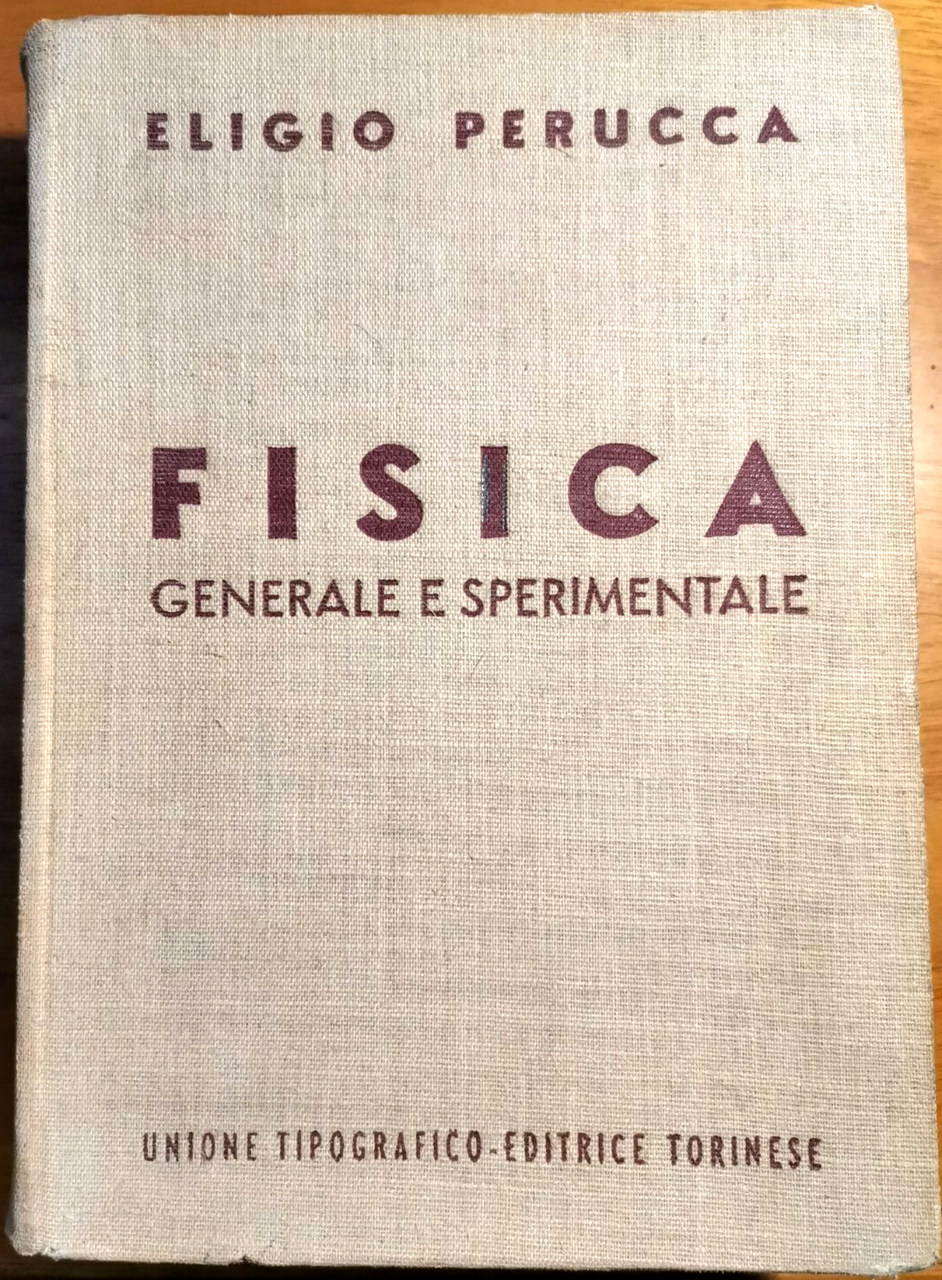 ELIGIO PERUCCA
FISICA
GENERALE E SPERIMENTALE
UNIONE TIPOGRAFICO-EDITRICE TORINESE